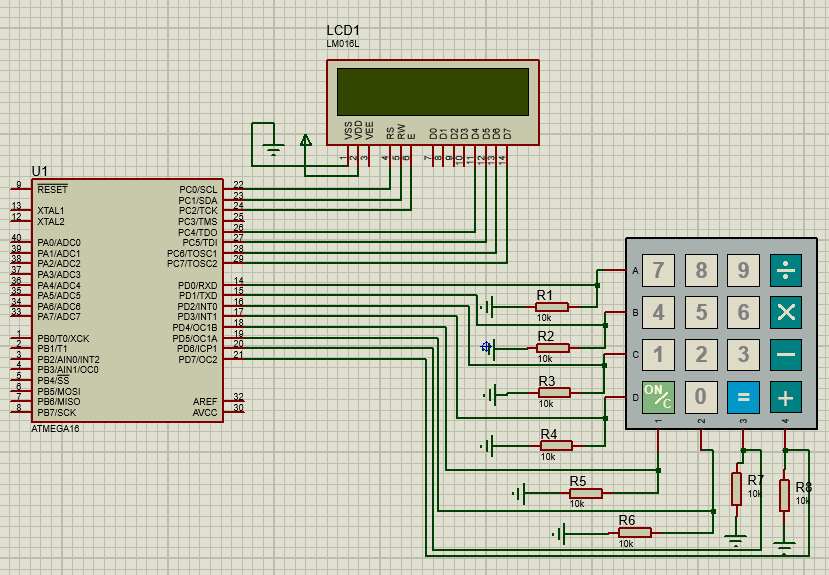 LCD1
LM016L
VSS VDD VEE RS RW E D0 D1 D2 D3 D4 D5 D6 D7
1 2 3 4 5 6 7 8 9 10 11 12 13 14
U1
9 RESET PC0/SCL 22
PC1/SDA 23
13 XTAL1 PC2/TCK 24
12 XTAL2 PC3/TMS 25
PC4/TDO 26
40 PA0/ADC0 PC5/TDI 27
39 PA1/ADC1 PC6/TOSC1 28
38 PA2/ADC2 PC7/TOSC2 29
37 PA3/ADC3
36 PA4/ADC4 PD0/RXD 14
35 PA5/ADC5 PD1/TXD 15
34 PA6/ADC6 PD2/INT0 16
33 PA7/ADC7 PD3/INT1 17
PD4/OC1B 18
1 PB0/T0/XCK PD5/OC1A 19
2 PB1/T1 PD6/ICP1 20
3 PB2/AIN0/INT2 PD7/OC2 21
4 PB3/AIN1/OC0
5 PB4/SS
6 PB5/MOSI
7 PB6/MISO AREF 32
8 PB7/SCK AVCC 30
ATMEGA16
A 7 8 9 ÷
B 4 5 6 ×
C 1 2 3 −
D ON/C 0 = +
1 2 3 4
R1
10k
R2
10k
R3
10k
R4
10k
R5
10k
R6
10k
R7
10k
R8
10k